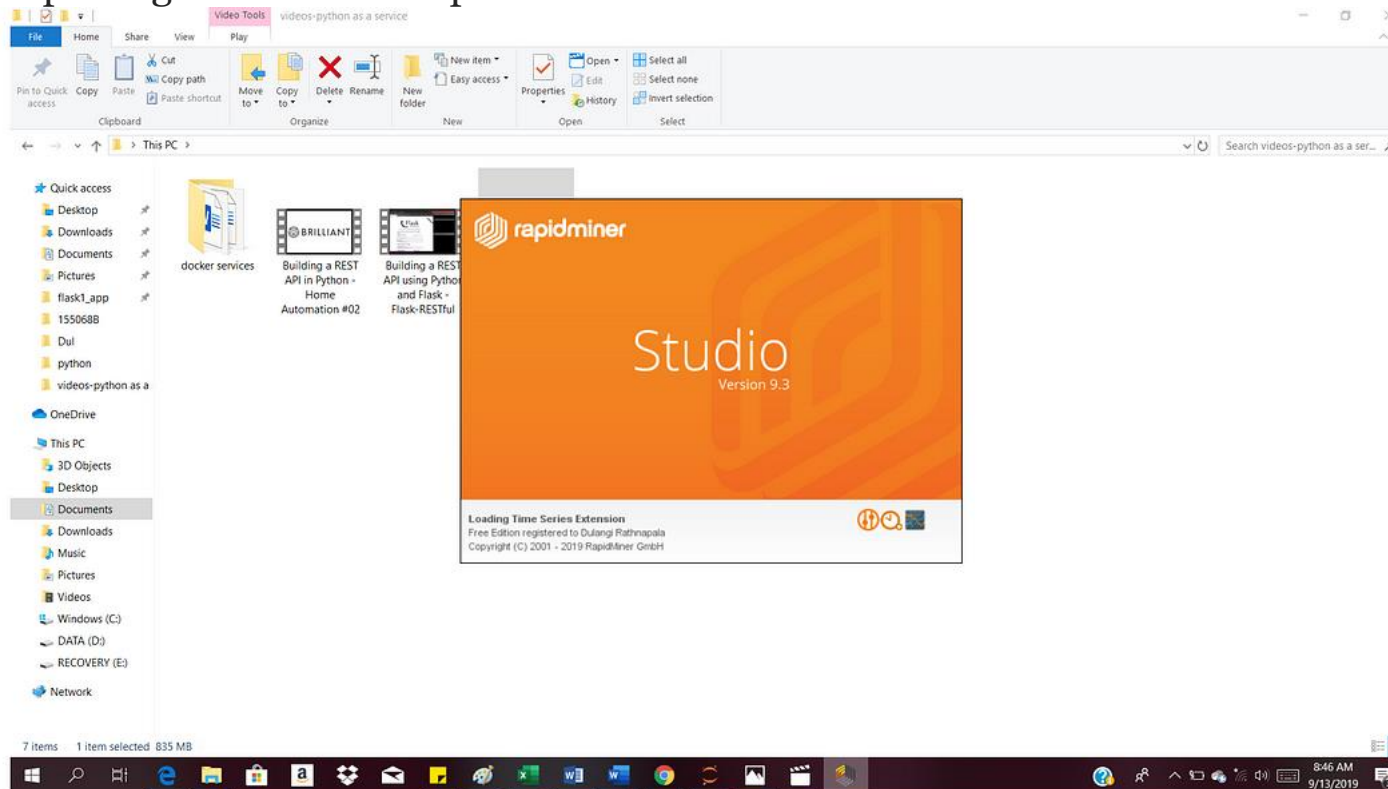 Video Tools videos-python as a service
File Home Share View Play
Pin to Quick access
Copy
Paste
Cut
Copy path
Paste shortcut
Clipboard
Move to
Copy to
Delete
Rename
Organize
New folder
New item
Easy access
New
Properties
Open
Edit
History
Open
Select all
Select none
Invert selection
Select
This PC
Search videos-python as a ser...
Quick access
Desktop
Downloads
Documents
Pictures
flask1_app
155068B
Dul
python
videos-python as a
OneDrive
This PC
3D Objects
Desktop
Documents
Downloads
Music
Pictures
Videos
Windows (C:)
DATA (D:)
RECOVERY (E:)
Network
docker services
BRILLIANT
Building a REST
API in Python -
Home
Automation #02
Flask
Building a REST
API using Python
and Flask -
Flask-RESTful
rapidminer
Studio
Version 9.3
Loading Time Series Extension
Free Edition registered to Dulangi Rathnapala
Copyright (C) 2001 - 2019 RapidMiner GmbH
7 items 1 item selected 835 MB
8:46 AM
9/13/2019